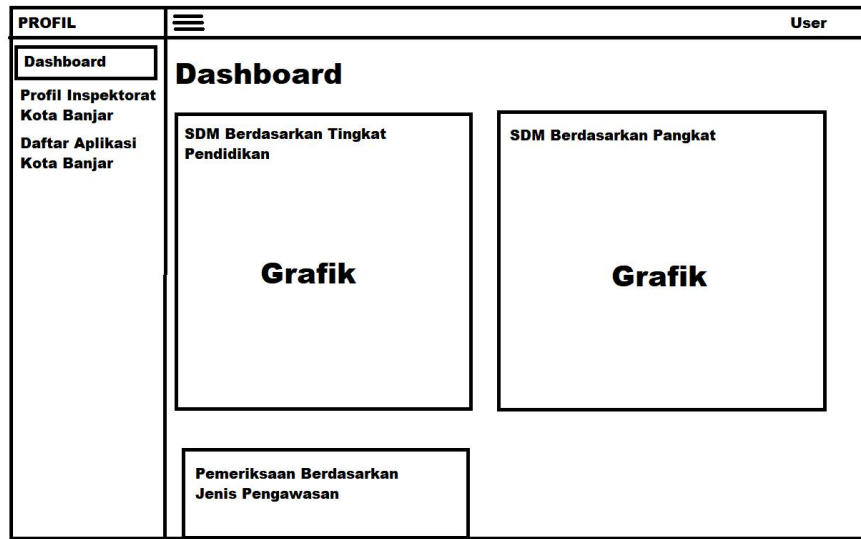 PROFIL
User
Dashboard
Profil Inspektorat
Kota Banjar
Daftar Aplikasi
Kota Banjar
Dashboard
SDM Berdasarkan Tingkat
Pendidikan
Grafik
SDM Berdasarkan Pangkat
Grafik
Pemeriksaan Berdasarkan
Jenis Pengawasan